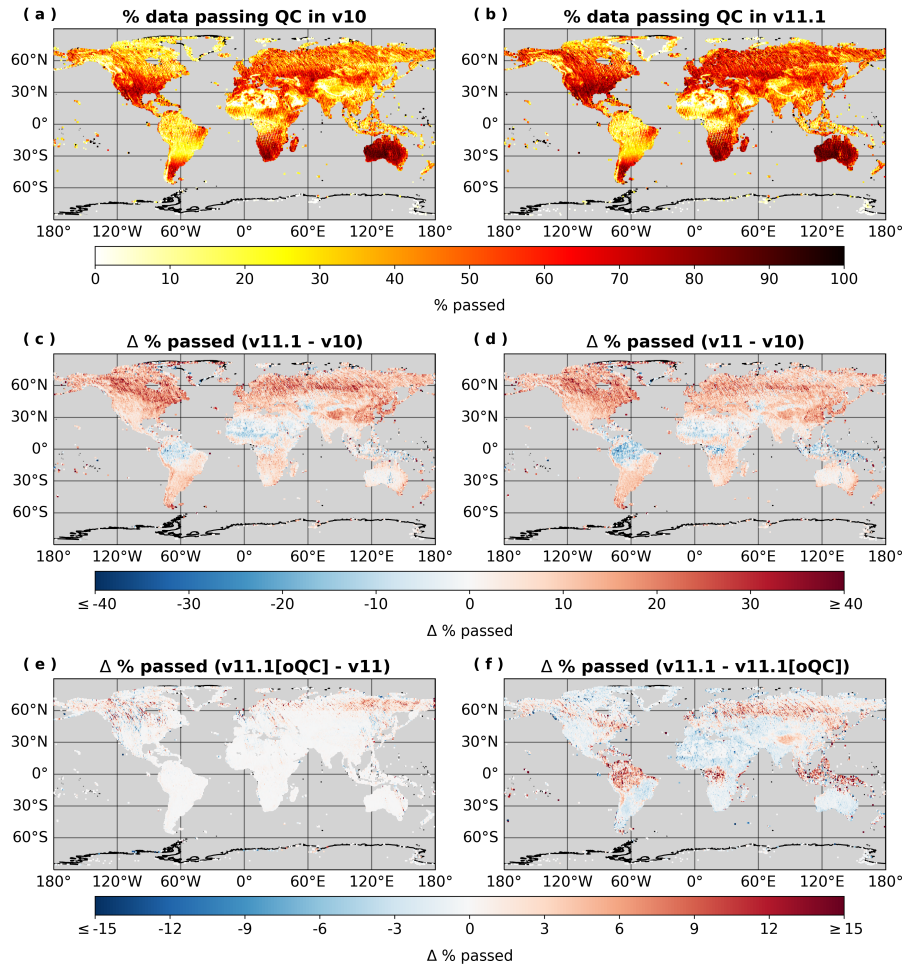 ( a ) % data passing QC in v10
( b ) % data passing QC in v11.1
60°N
30°N
0°
30°S
60°S
180° 120°W 60°W 0° 60°E 120°E 180°
60°N
30°N
0°
30°S
60°S
180° 120°W 60°W 0° 60°E 120°E 180°
0 10 20 30 40 50 60 70 80 90 100
% passed
( c ) Δ % passed (v11.1 - v10)
( d ) Δ % passed (v11 - v10)
60°N
30°N
0°
30°S
60°S
180° 120°W 60°W 0° 60°E 120°E 180°
60°N
30°N
0°
30°S
60°S
180° 120°W 60°W 0° 60°E 120°E 180°
≤-40 -30 -20 -10 0 10 20 30 ≥40
Δ % passed
( e ) Δ % passed (v11.1[oQC] - v11)
( f ) Δ % passed (v11.1 - v11.1[oQC])
60°N
30°N
0°
30°S
60°S
180° 120°W 60°W 0° 60°E 120°E 180°
60°N
30°N
0°
30°S
60°S
180° 120°W 60°W 0° 60°E 120°E 180°
≤-15 -12 -9 -6 -3 0 3 6 9 12 ≥15
Δ % passed